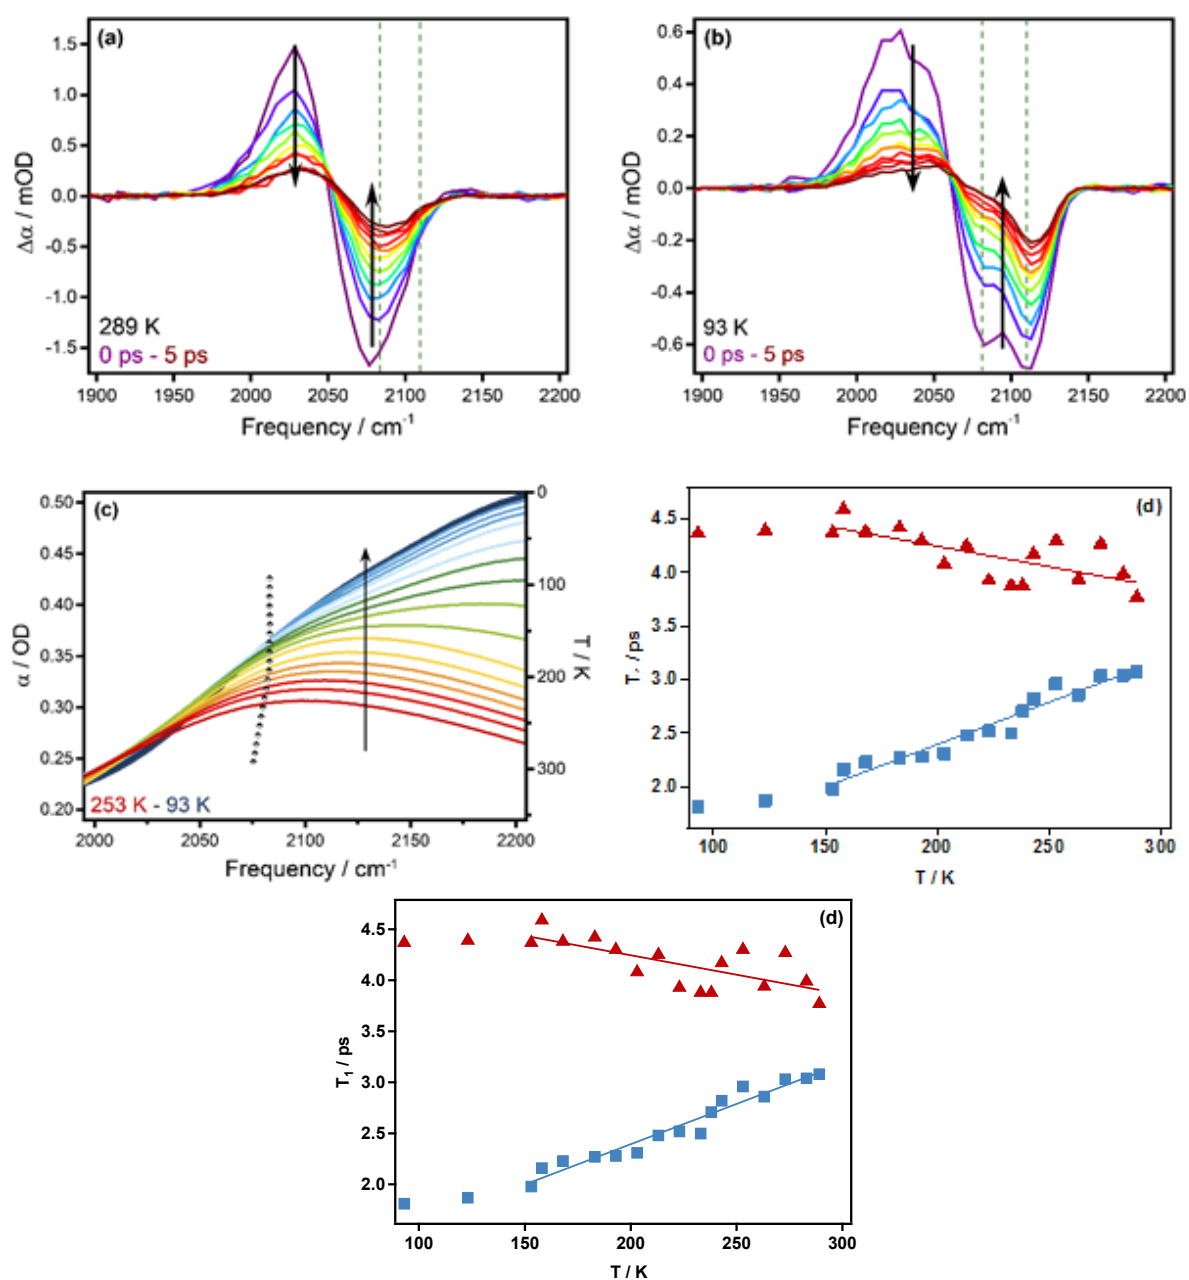 (a)
1.5
1.0
0.5
0.0
-0.5
-1.0
-1.5
Δα / mOD
289 K
0 ps - 5 ps
1900 1950 2000 2050 2100 2150 2200
Frequency / cm⁻¹
(b)
0.6
0.4
0.2
0.0
-0.2
-0.4
-0.6
Δα / mOD
93 K
0 ps - 5 ps
1900 1950 2000 2050 2100 2150 2200
Frequency / cm⁻¹
(c)
0.50
0.45
0.40
0.35
0.30
0.25
0.20
α / OD
0
100
200
300
T / K
253 K - 93 K
2000 2050 2100 2150 2200
Frequency / cm⁻¹
(d)
4.5
4.0
3.5
3.0
2.5
2.0
/ ps
100 150 200 250 300
T / K
(d)
4.5
4.0
3.5
3.0
2.5
2.0
T₁ / ps
100 150 200 250 300
T / K